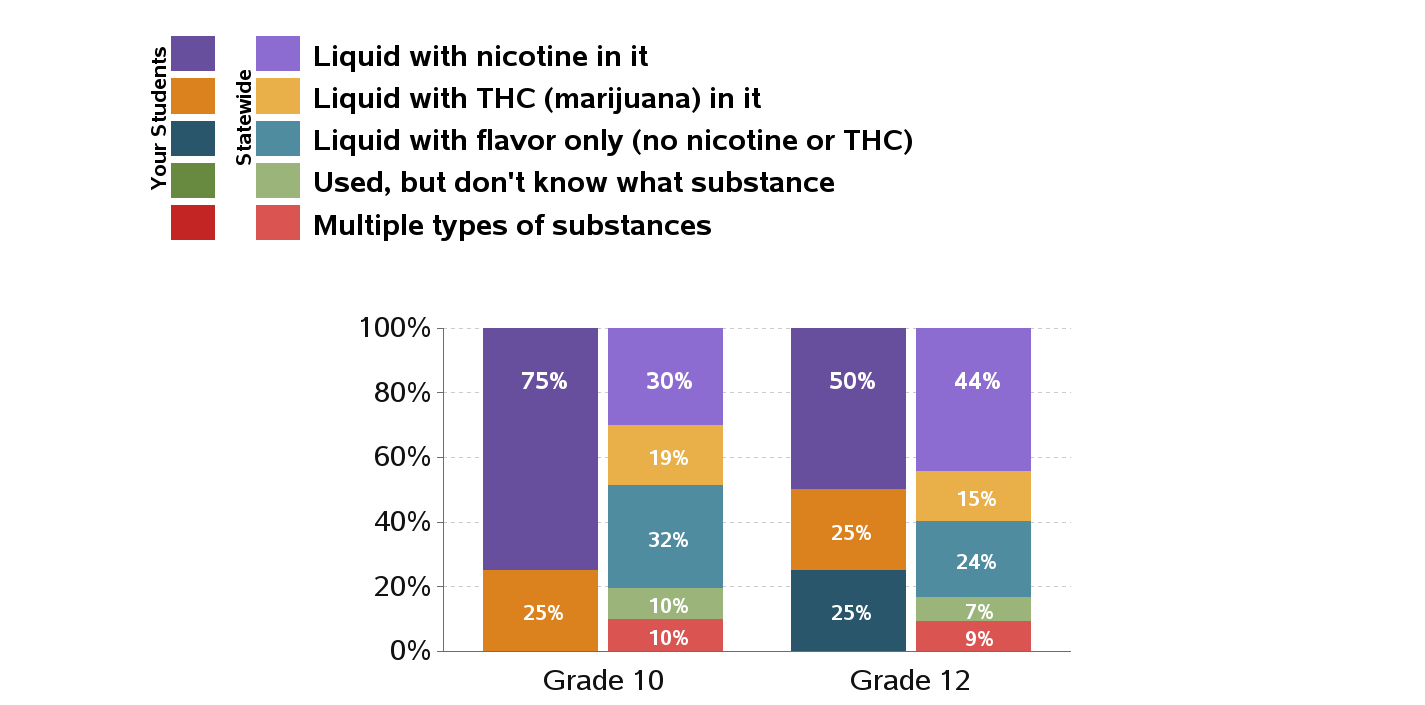 Your Students
Statewide
Liquid with nicotine in it
Liquid with THC (marijuana) in it
Liquid with flavor only (no nicotine or THC)
Used, but don't know what substance
Multiple types of substances
100%
80%
60%
40%
20%
0%
75%
25%
30%
19%
32%
10%
10%
50%
25%
25%
44%
15%
24%
7%
9%
Grade 10
Grade 12